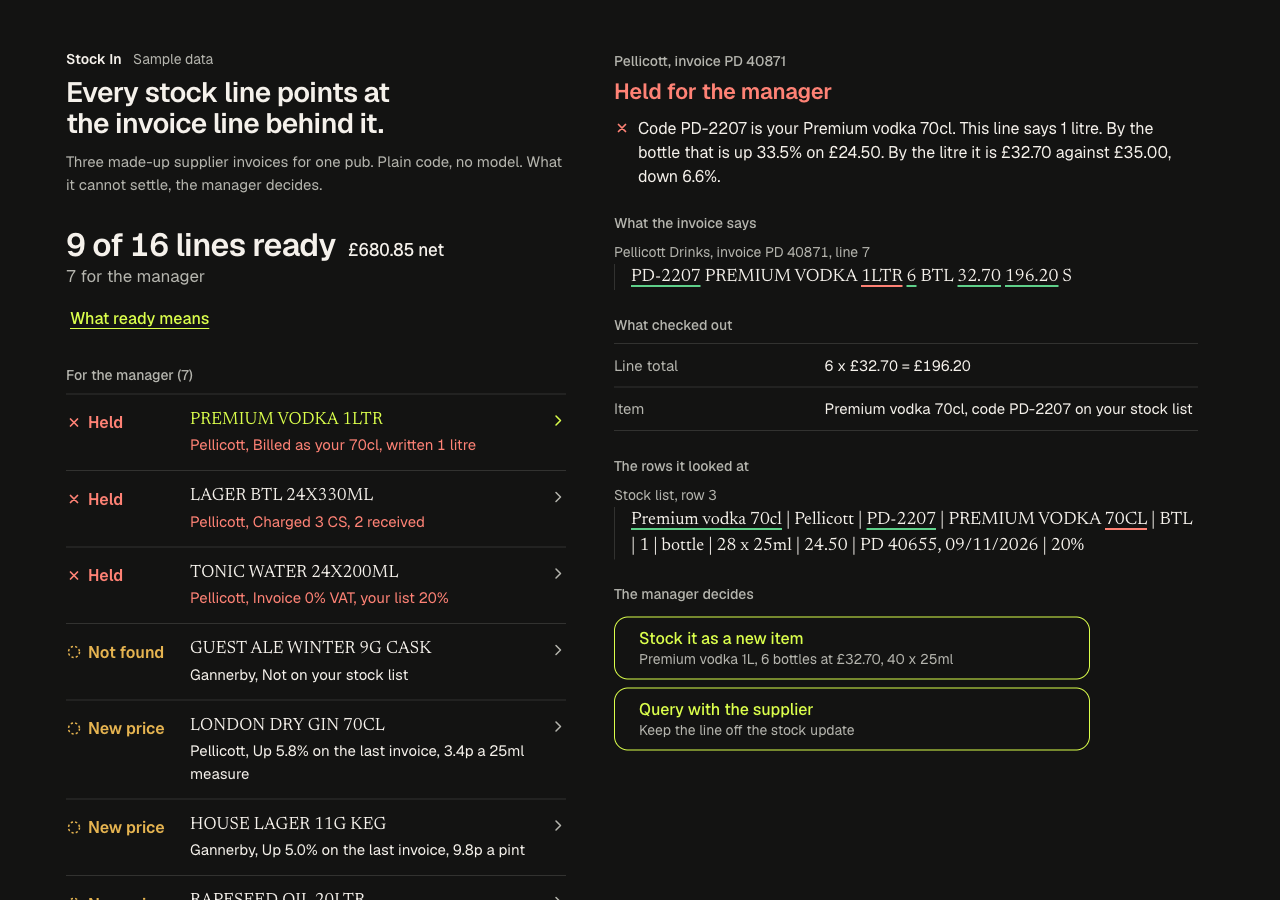 Stock In Sample data
Every stock line points at
the invoice line behind it.
Three made-up supplier invoices for one pub. Plain code, no model. What
it cannot settle, the manager decides.
9 of 16 lines ready £680.85 net
7 for the manager
What ready means
For the manager (7)
Held PREMIUM VODKA 1LTR
Pellicott, Billed as your 70cl, written 1 litre
Held LAGER BTL 24X330ML
Pellicott, Charged 3 CS, 2 received
Held TONIC WATER 24X200ML
Pellicott, Invoice 0% VAT, your list 20%
Not found GUEST ALE WINTER 9G CASK
Gannerby, Not on your stock list
New price LONDON DRY GIN 70CL
Pellicott, Up 5.8% on the last invoice, 3.4p a 25ml
measure
New price HOUSE LAGER 11G KEG
Gannerby, Up 5.0% on the last invoice, 9.8p a pint
RAPESEED OIL 20LTR
Pellicott, invoice PD 40871
Held for the manager
Code PD-2207 is your Premium vodka 70cl. This line says 1 litre. By the
bottle that is up 33.5% on £24.50. By the litre it is £32.70 against £35.00,
down 6.6%.
What the invoice says
Pellicott Drinks, invoice PD 40871, line 7
PD-2207 PREMIUM VODKA 1LTR 6 BTL 32.70 196.20 S
What checked out
Line total 6 x £32.70 = £196.20
Item Premium vodka 70cl, code PD-2207 on your stock list
The rows it looked at
Stock list, row 3
Premium vodka 70cl | Pellicott | PD-2207 | PREMIUM VODKA 70CL | BTL
| 1 | bottle | 28 x 25ml | 24.50 | PD 40655, 09/11/2026 | 20%
The manager decides
Stock it as a new item
Premium vodka 1L, 6 bottles at £32.70, 40 x 25ml
Query with the supplier
Keep the line off the stock update